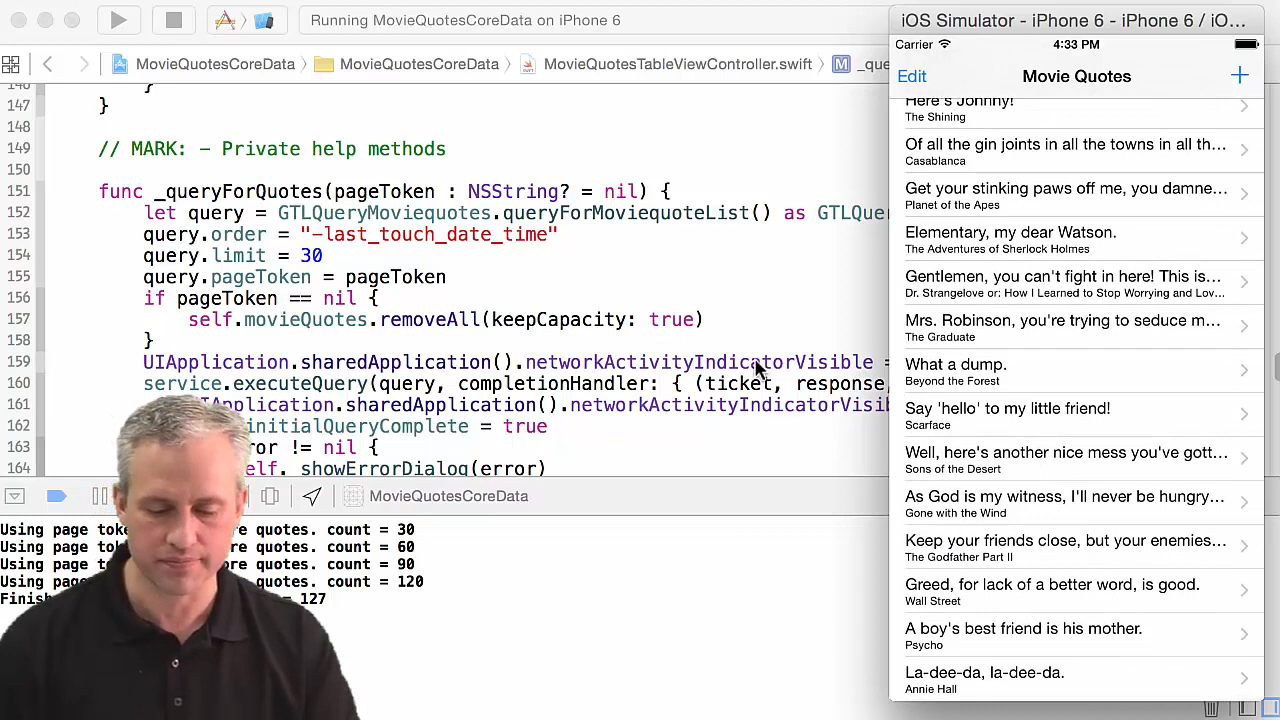 Running MovieQuotesCoreData on iPhone 6
MovieQuotesCoreData
MovieQuotesCoreData
MovieQuotesTableViewController.swift
M
146 }
147 }
148
149 // MARK: - Private help methods
150
151 func _queryForQuotes(pageToken : NSString? = nil) {
152 let query = GTLQueryMoviequotes.queryForMoviequoteList() as
153 query.order = "-last_touch_date_time"
154 query.limit = 30
155 query.pageToken = pageToken
156 if pageToken == nil {
157 self.movieQuotes.removeAll(keepCapacity: true)
158 }
159 UIApplication.sharedApplication().networkActivityIndicatorVisible =
160 service.executeQuery(query, completionHandler: { (ticket, response,
161 UIApplication.sharedApplication().
162 initialQueryComplete = true
163 != nil {
164 _showErrorDialog(error)
MovieQuotesCoreData
Using page quotes. count = 30
Using page quotes. count = 60
Using page quotes. count = 90
Using page quotes. count = 120
= 127
iOS Simulator - iPhone 6 - iPhone 6 / iO...
Carrier 4:33 PM
Edit Movie Quotes +
Here's Johnny!
The Shining
Of all the gin joints in all the towns in all th...
Casablanca
Get your stinking paws off me, you damne...
Planet of the Apes
Elementary, my dear Watson.
The Adventures of Sherlock Holmes
Gentlemen, you can't fight in here! This is...
Dr. Strangelove or: How I Learned to Stop Worrying and Lov...
Mrs. Robinson, you're trying to seduce m...
The Graduate
What a dump.
Beyond the Forest
Say 'hello' to my little friend!
Scarface
Well, here's another nice mess you've gott...
Sons of the Desert
As God is my witness, I'll never be hungry...
Gone with the Wind
Keep your friends close, but your enemies...
The Godfather Part II
Greed, for lack of a better word, is good.
Wall Street
A boy's best friend is his mother.
Psycho
La-dee-da, la-dee-da.
Annie Hall